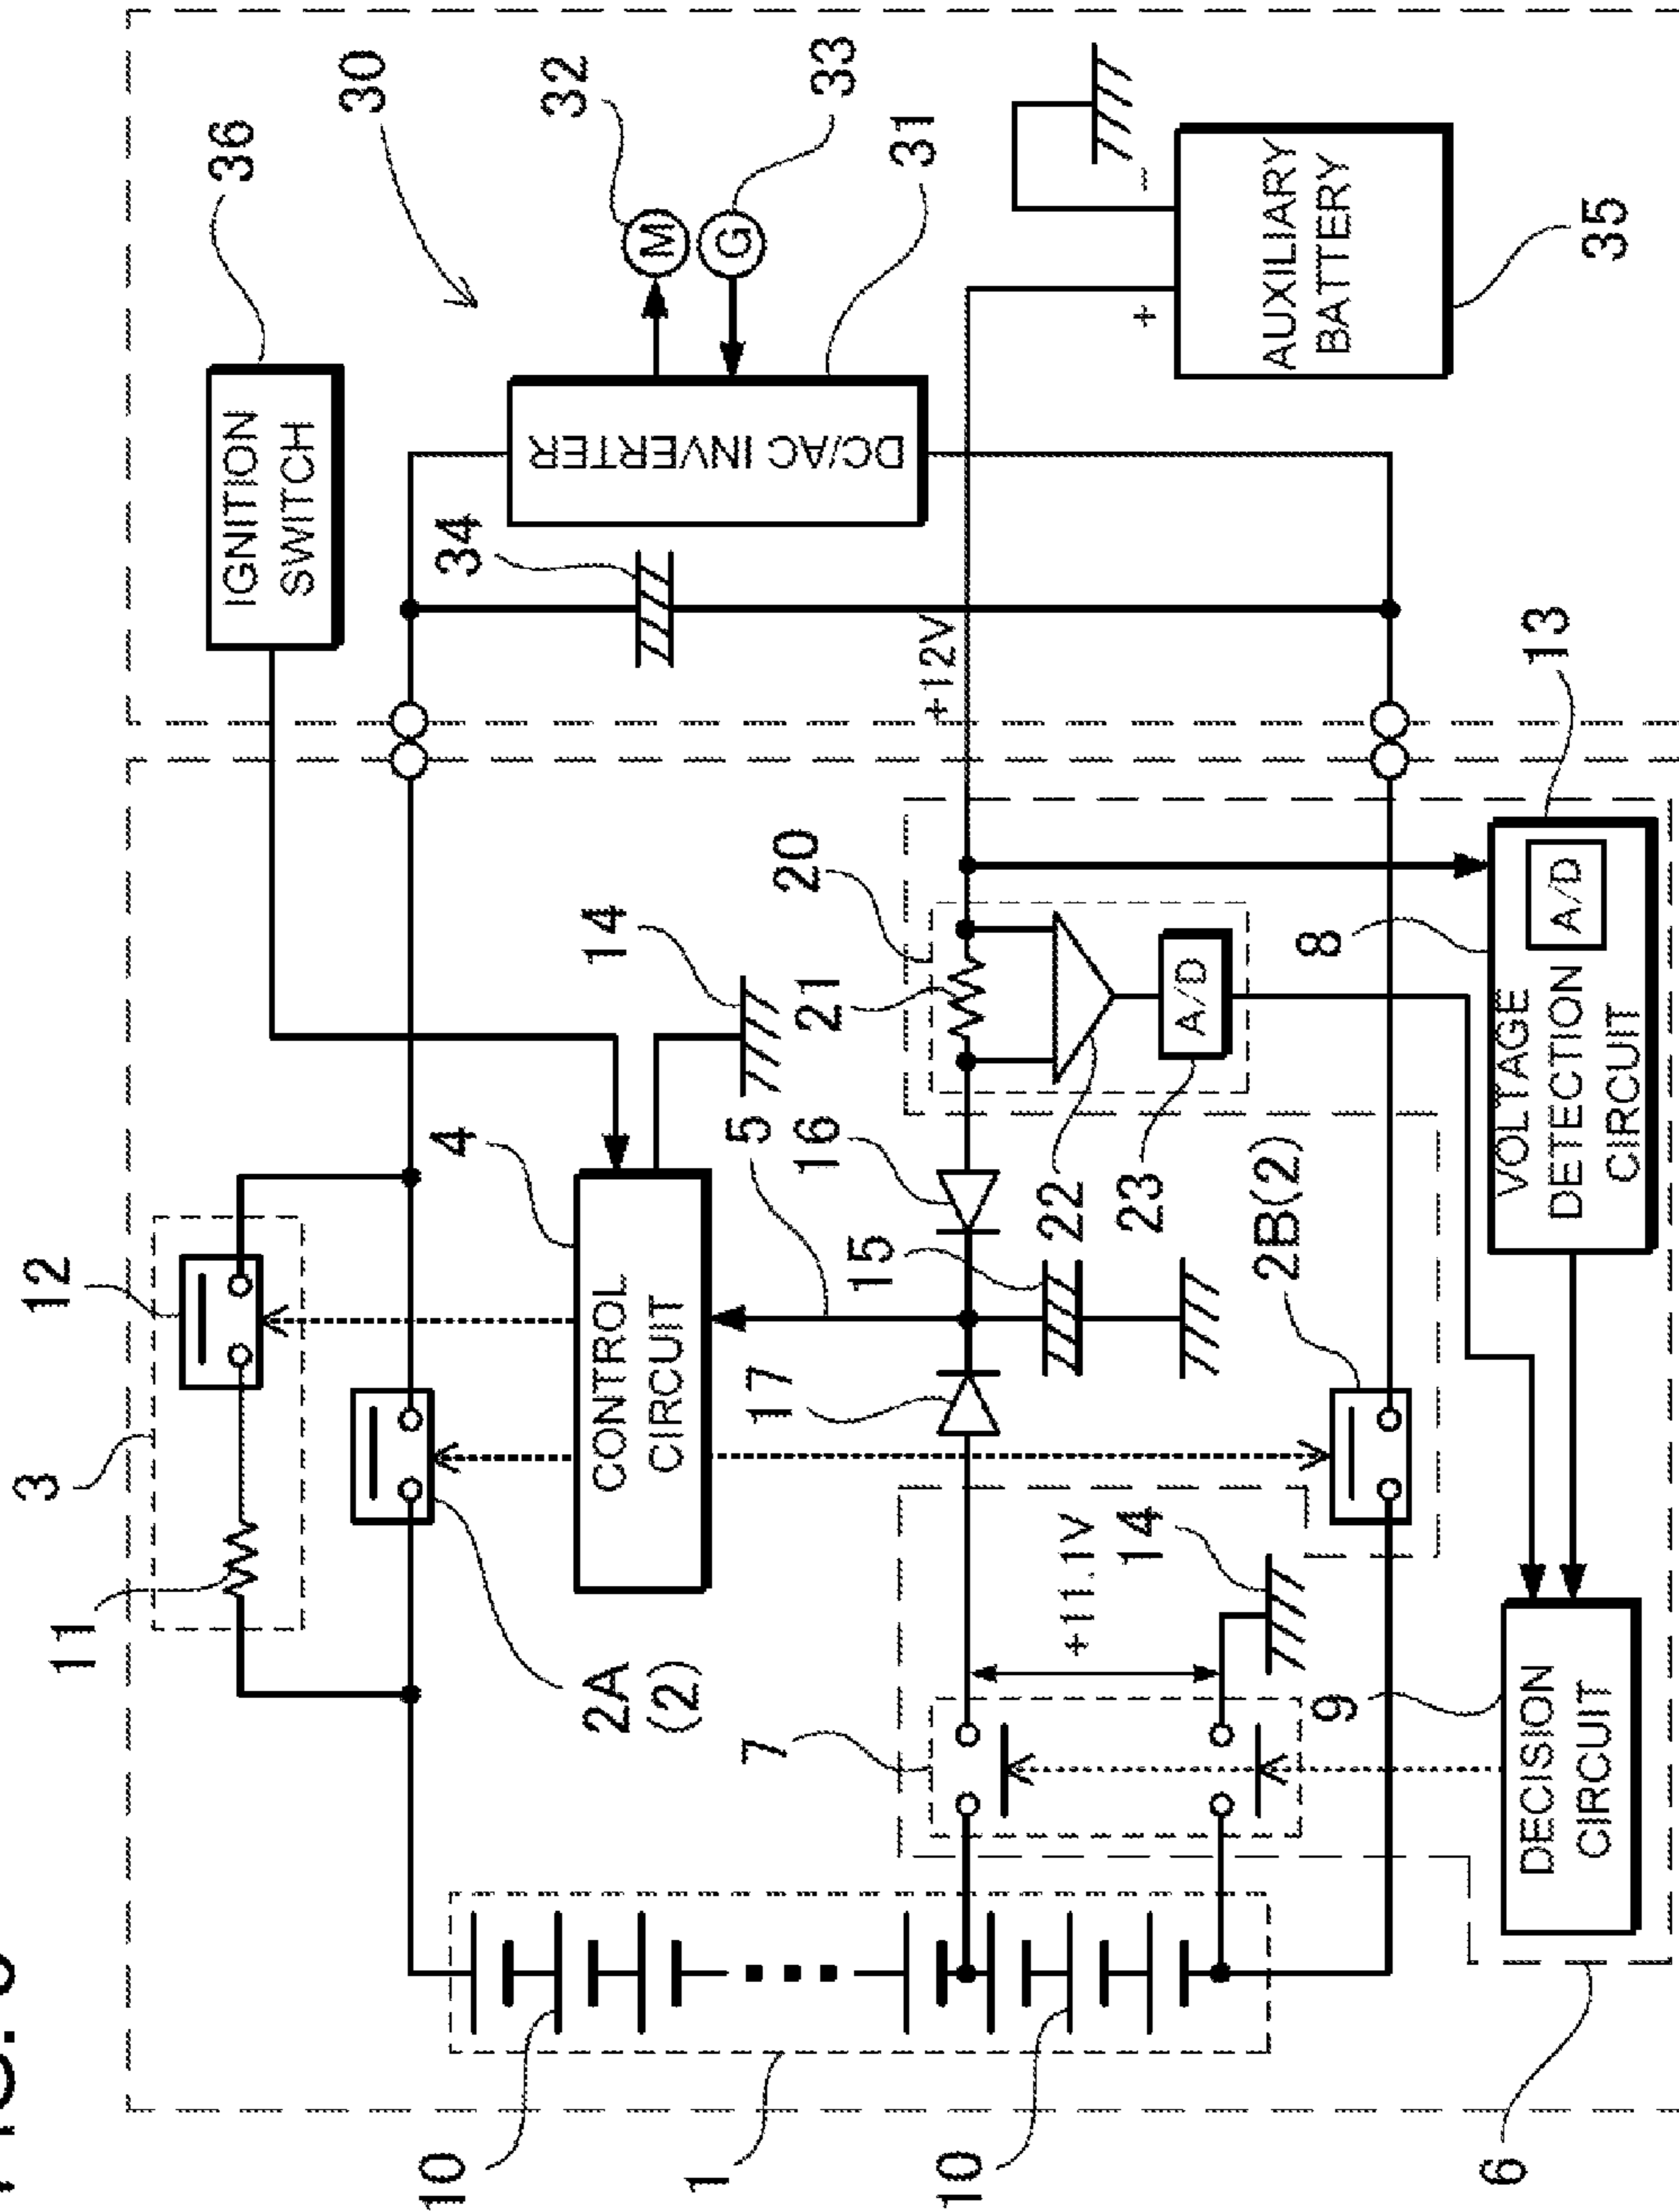 3
12
11
36
IGNITION
SWITCH
30
10
4
34
32
CONTROL
CIRCUIT
2A
(2)
14
DC/AC INVERTER
M
G
33
1
7
5
20
21
16
17
15
31
+12V
10
+11.1V
14
22
23
A/D
+
−
2B(2)
AUXILIARY
BATTERY
35
8
9
13
6
DECISION
CIRCUIT
VOLTAGE
DETECTION
CIRCUIT
A/D